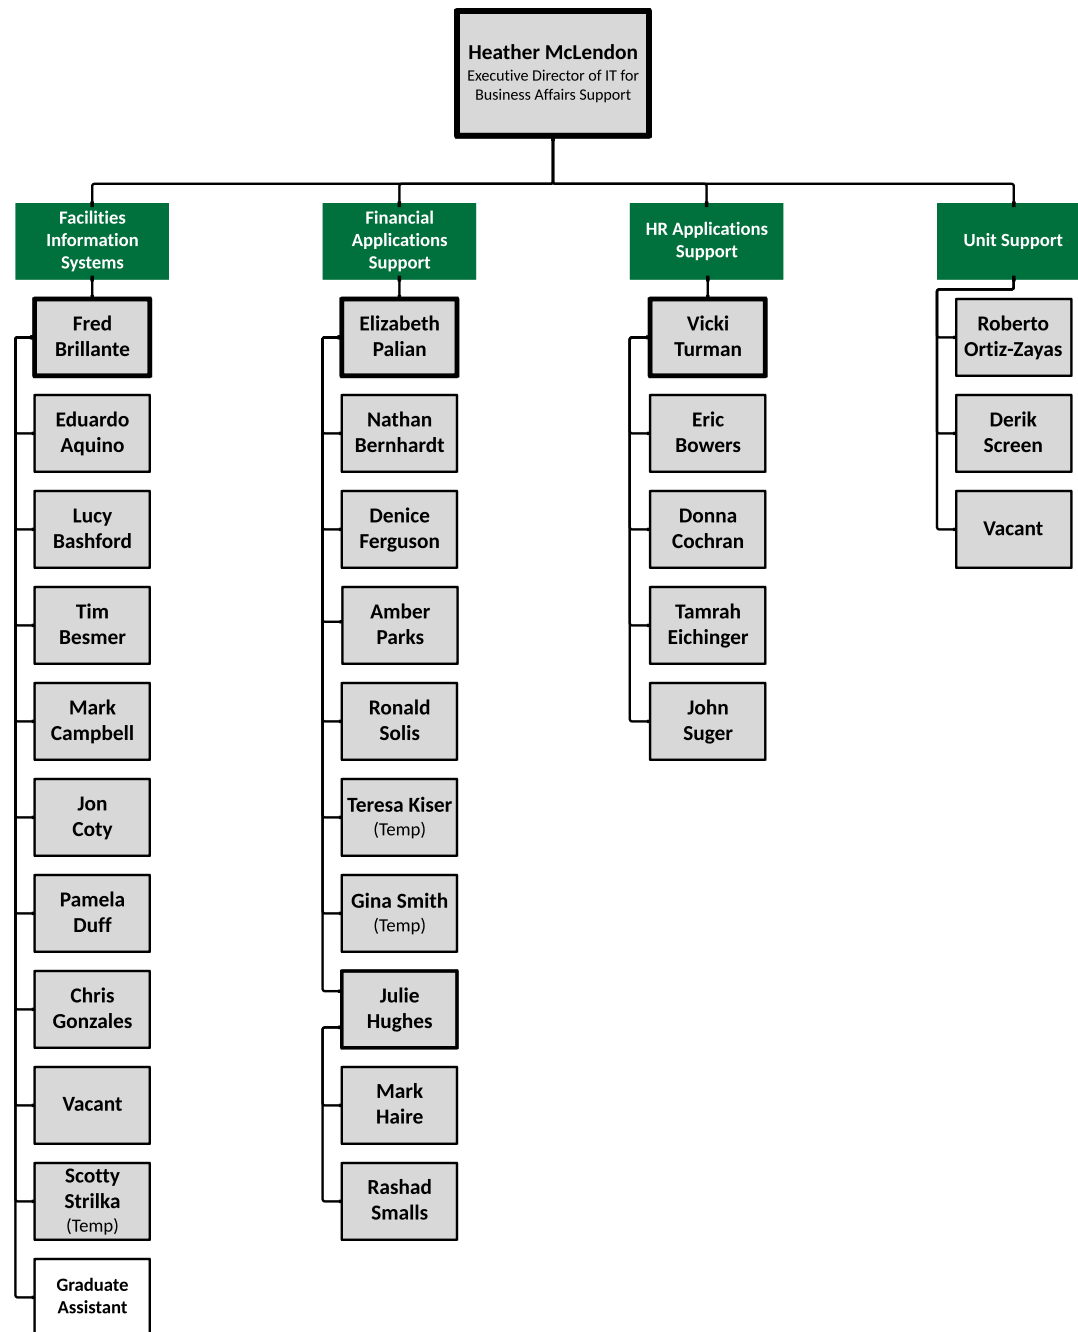 Heather McLendon
Executive Director of IT for
Business Affairs Support
Facilities
Information
Systems
Fred
Brillante
Eduardo
Aquino
Lucy
Bashford
Tim
Besmer
Mark
Campbell
Jon
Coty
Pamela
Duff
Chris
Gonzales
Vacant
Scotty
Strilka
(Temp)
Graduate
Assistant
Financial
Applications
Support
Elizabeth
Palian
Nathan
Bernhardt
Denice
Ferguson
Amber
Parks
Ronald
Solis
Teresa Kiser
(Temp)
Gina Smith
(Temp)
Julie
Hughes
Mark
Haire
Rashad
Smalls
HR Applications
Support
Vicki
Turman
Eric
Bowers
Donna
Cochran
Tamrah
Eichinger
John
Suger
Unit Support
Roberto
Ortiz-Zayas
Derik
Screen
Vacant